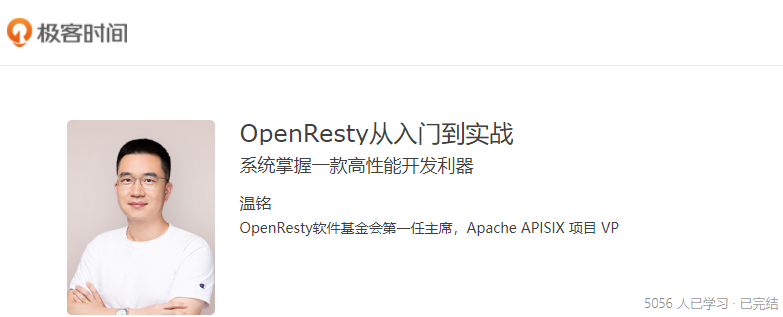 极客时间
OpenResty从入门到实战
系统掌握一款高性能开发利器
温铭
OpenResty软件基金会第一任主席，Apache APISIX 项目 VP
5056 人已学习 · 已完结